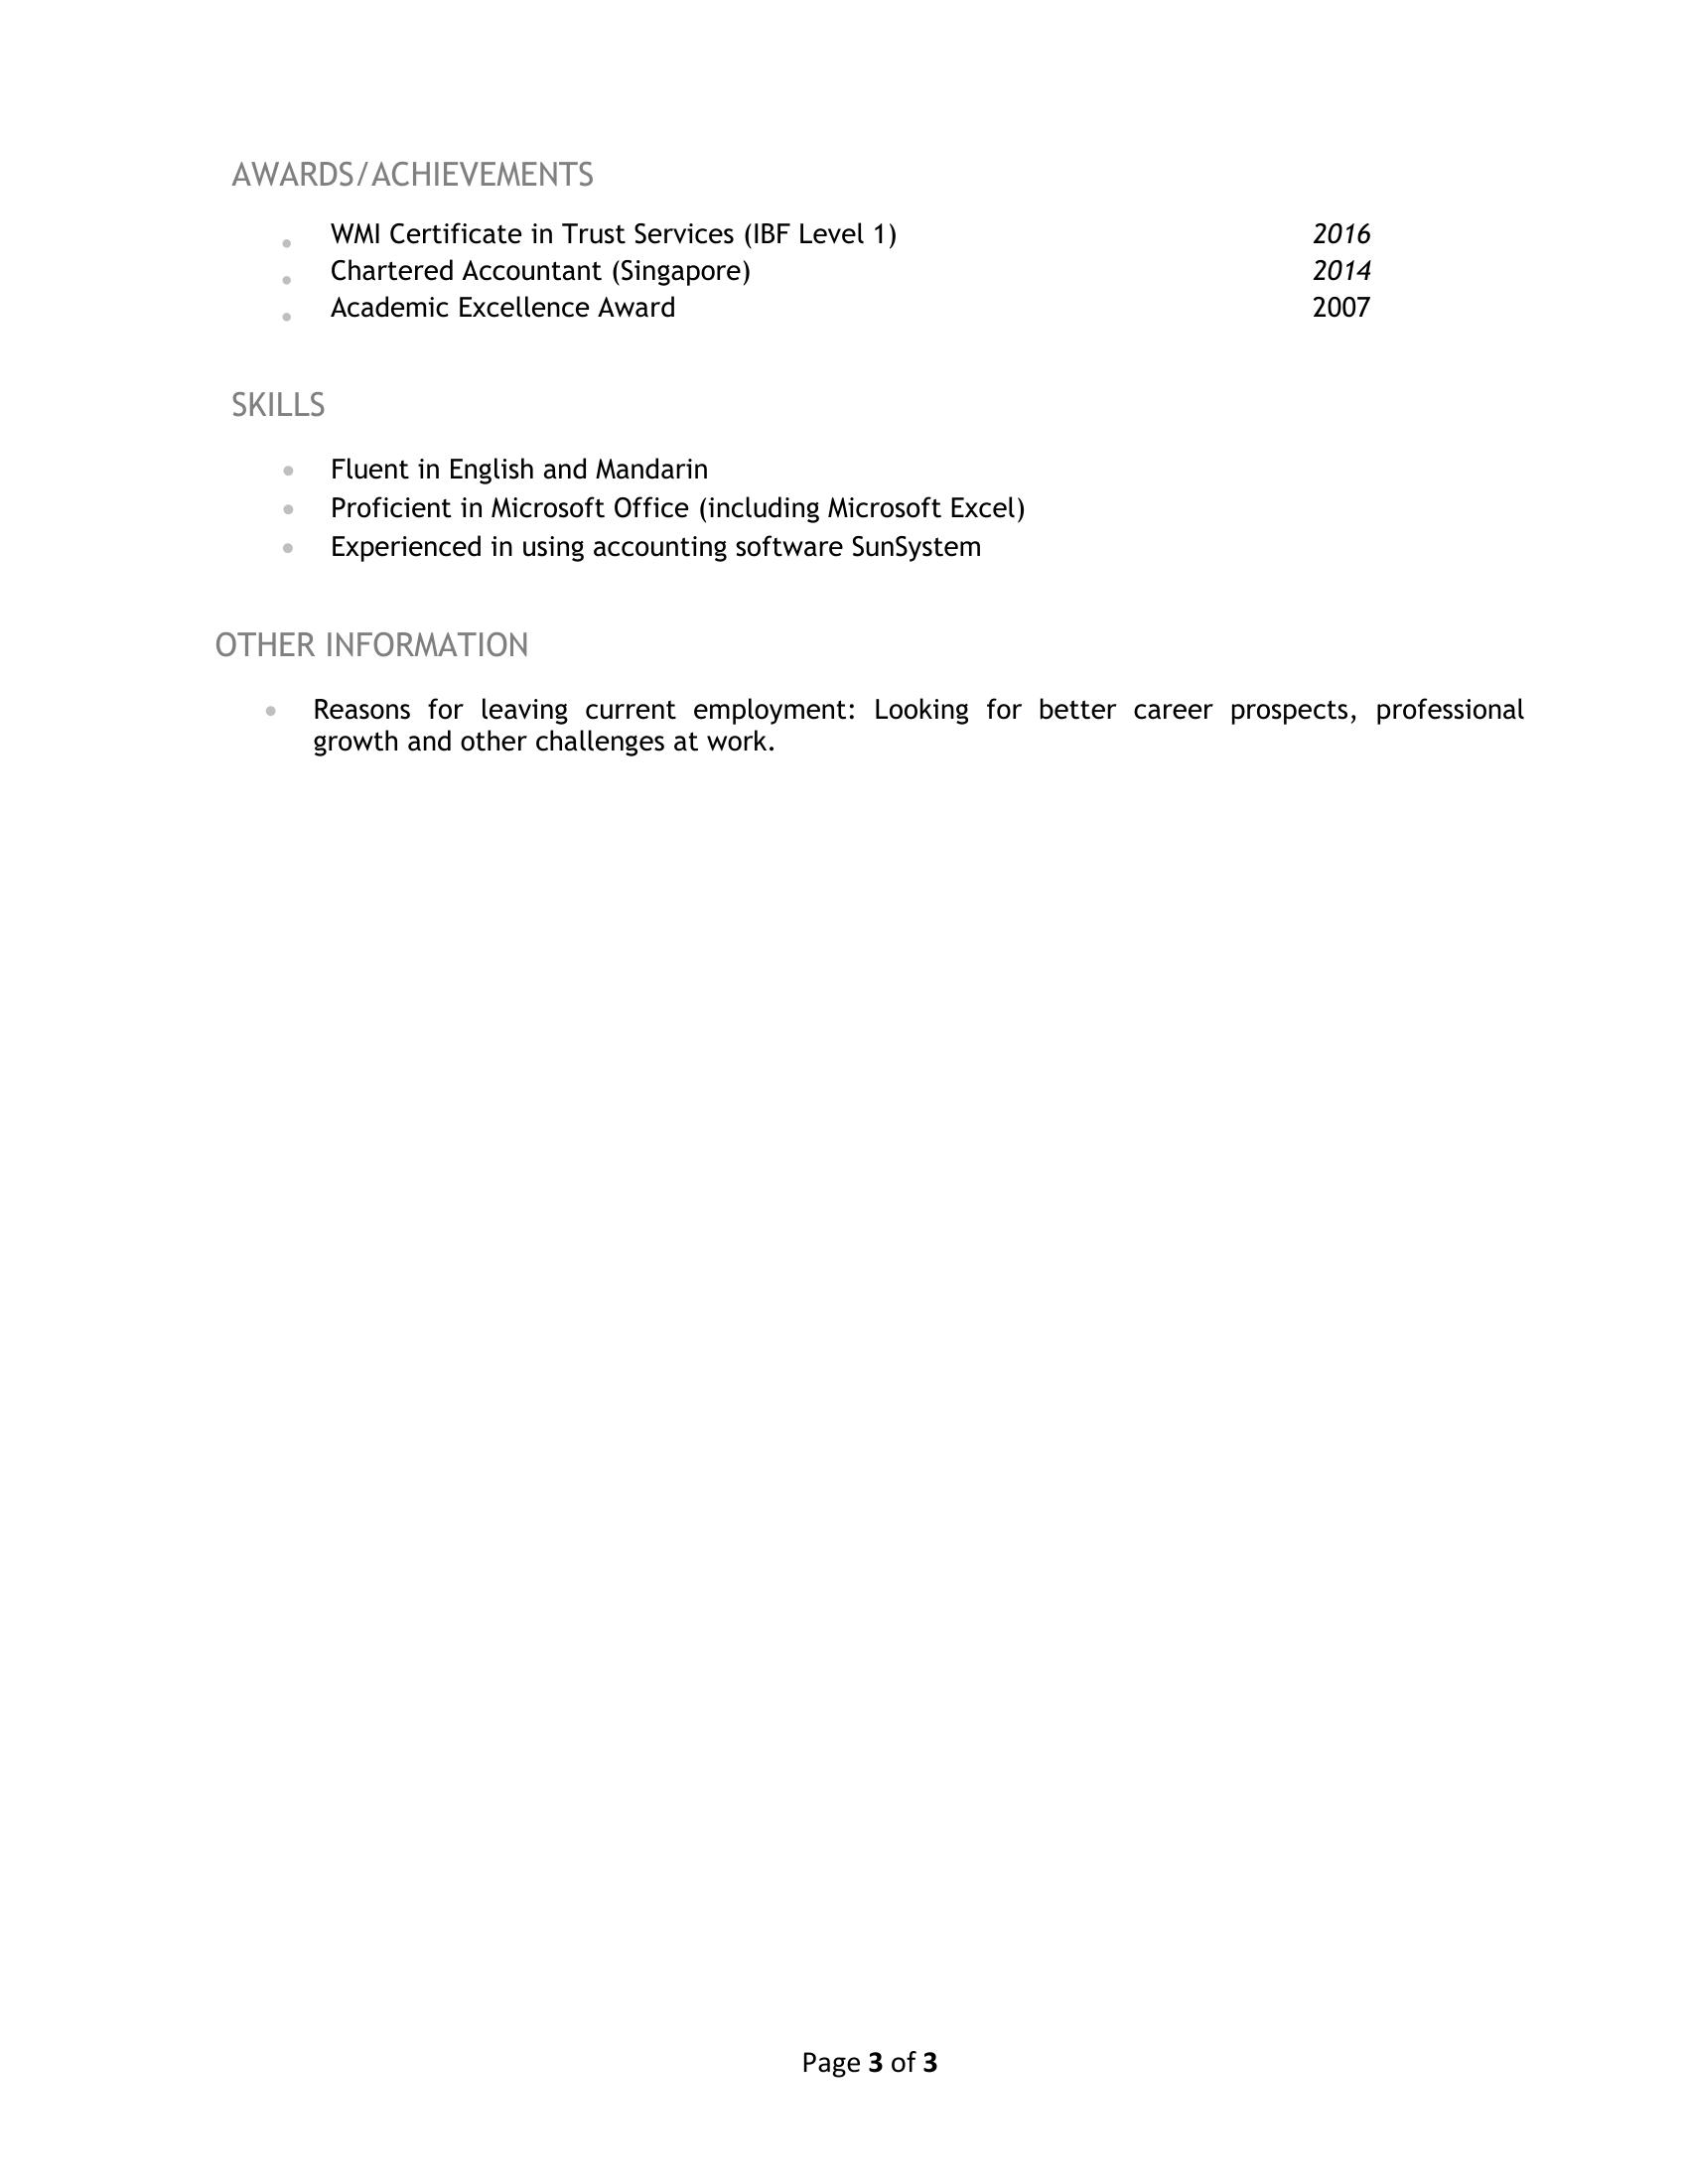 AWARDS/ACHIEVEMENTS
• WMI Certificate in Trust Services (IBF Level 1) 2016
• Chartered Accountant (Singapore) 2014
• Academic Excellence Award 2007
SKILLS
• Fluent in English and Mandarin
• Proficient in Microsoft Office (including Microsoft Excel)
• Experienced in using accounting software SunSystem
OTHER INFORMATION
• Reasons for leaving current employment: Looking for better career prospects, professional
growth and other challenges at work.
Page 3 of 3